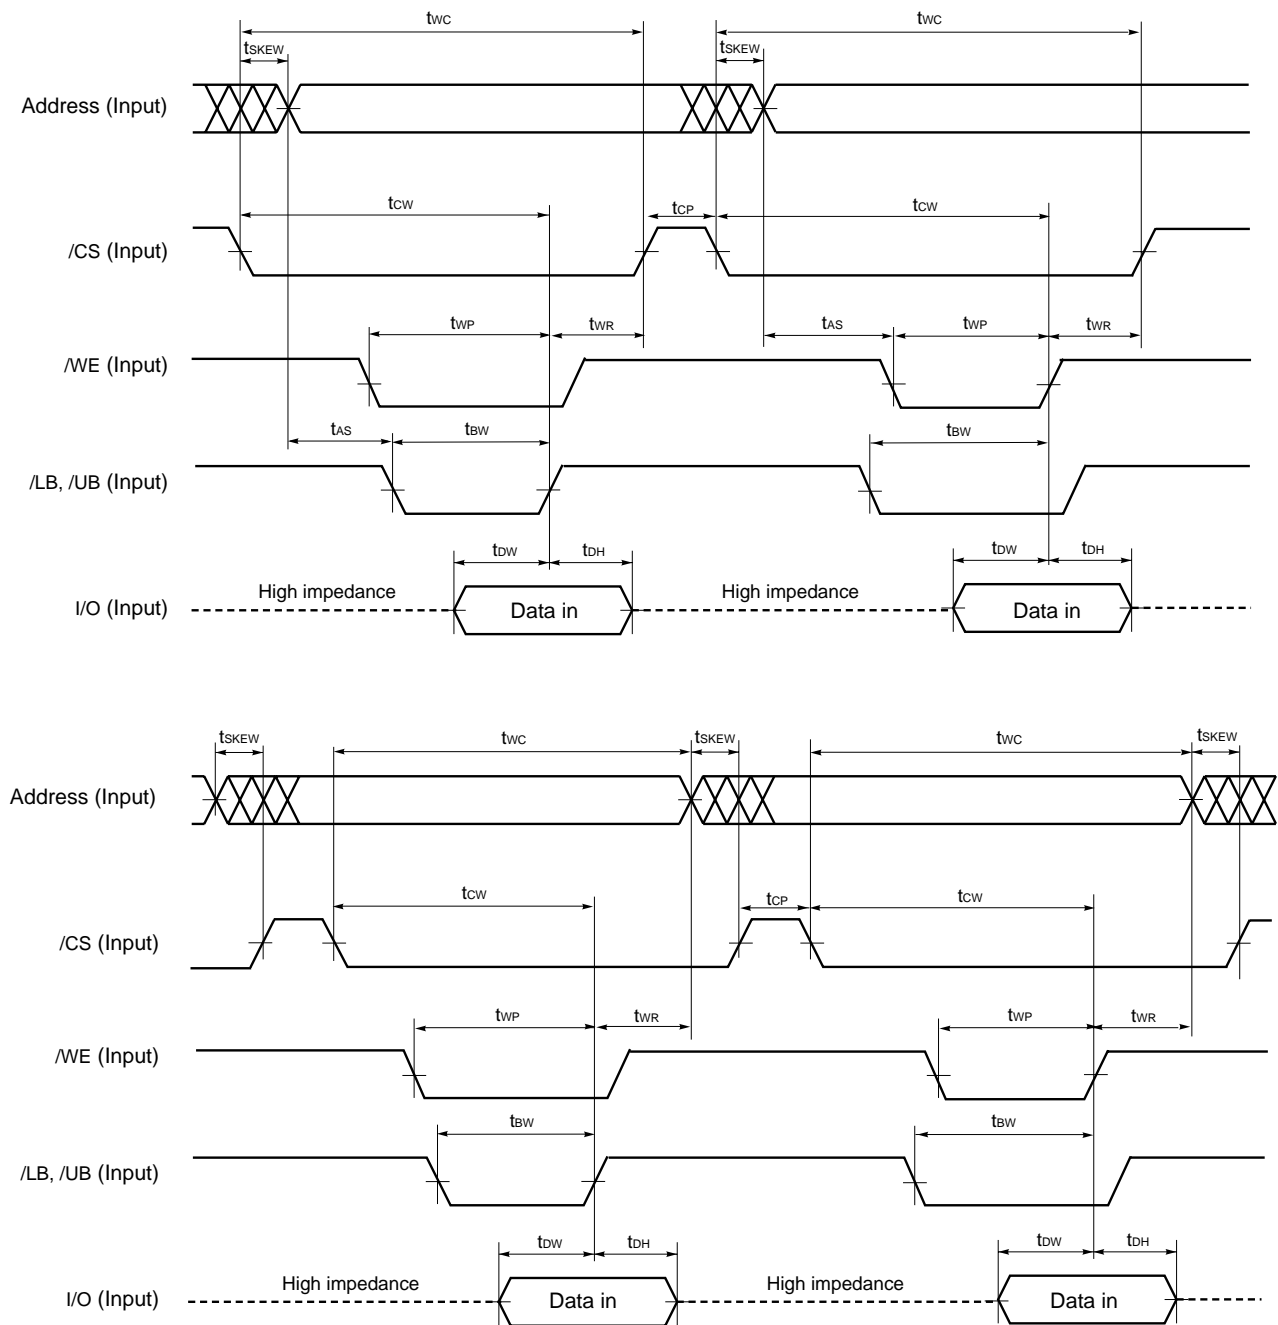 tWC tWC
tSKEW tSKEW
Address (Input)
tCW tCP tCW
/CS (Input)
tWP tWR tAS tWP tWR
/WE (Input)
tAS tBW tBW
/LB, /UB (Input)
tDW tDH tDW tDH
High impedance High impedance
I/O (Input) Data in Data in
tSKEW tWC tSKEW tWC tSKEW
Address (Input)
tCW tCP tCW
/CS (Input)
tWP tWR tWP tWR
/WE (Input)
tBW tBW
/LB, /UB (Input)
tDW tDH tDW tDH
High impedance High impedance
I/O (Input) Data in Data in